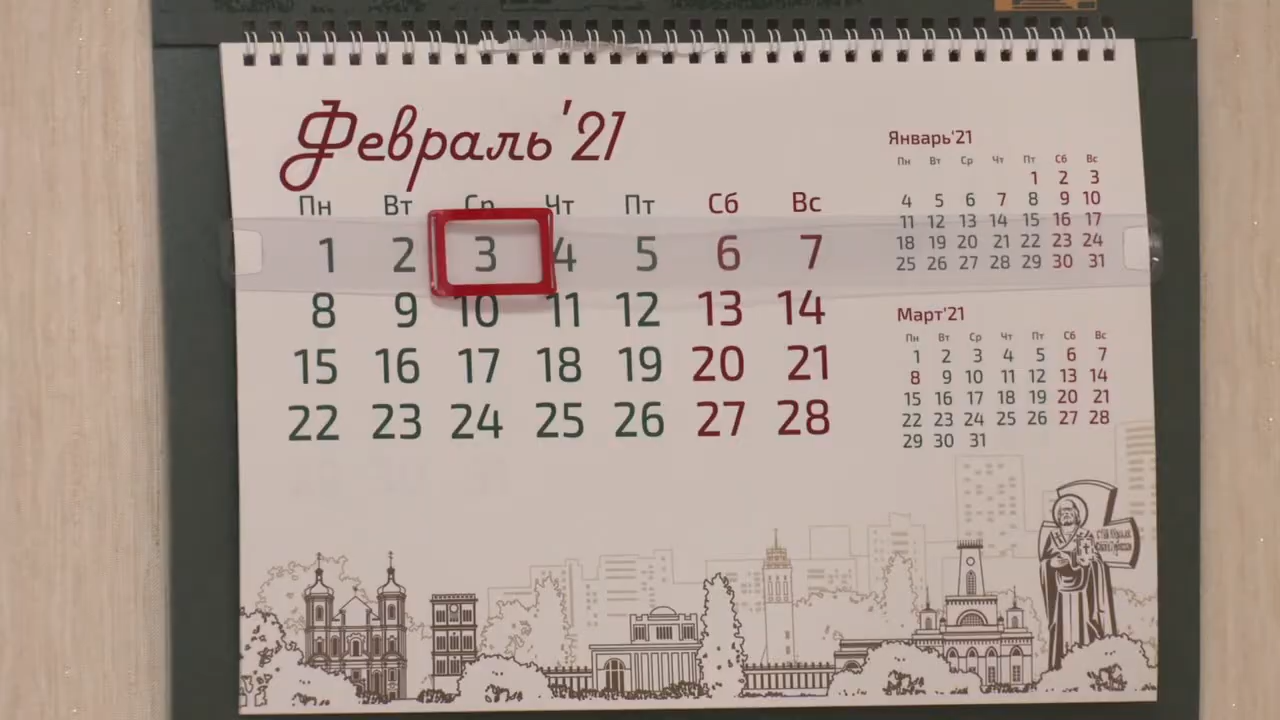 Февраль'21
Пн Вт Ср Чт Пт Сб Вс
1 2 3 4 5 6 7
8 9 10 11 12 13 14
15 16 17 18 19 20 21
22 23 24 25 26 27 28
Январь'21
Пн Вт Ср Чт Пт Сб Вс
1 2 3
4 5 6 7 8 9 10
11 12 13 14 15 16 17
18 19 20 21 22 23 24
25 26 27 28 29 30 31
Март'21
Пн Вт Ср Чт Пт Сб Вс
1 2 3 4 5 6 7
8 9 10 11 12 13 14
15 16 17 18 19 20 21
22 23 24 25 26 27 28
29 30 31